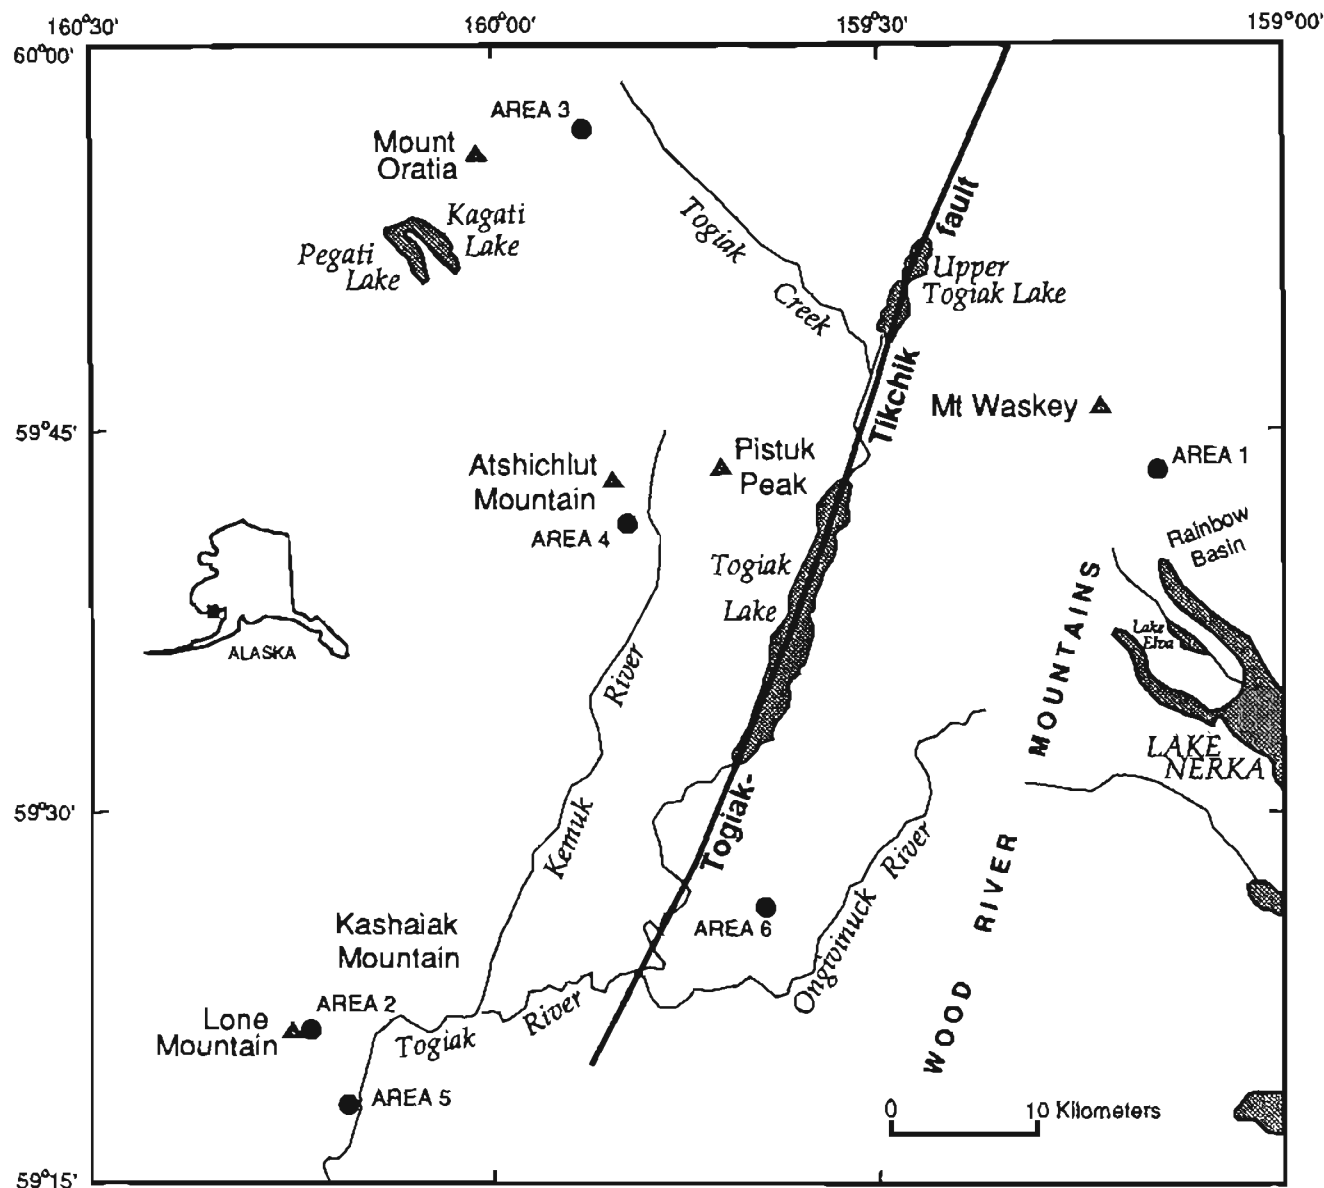 160°30'
160°00'
159°30'
159°00'
60°00'
AREA 3
Mount
Oratia
Kagati
Lake
Pegati
Lake
Togiak
Creek
fault
Upper
Togiak Lake
Tikchik
Mt Waskey
59°45'
Pistuk
Peak
AREA 1
Atshichlut
Mountain
AREA 4
Rainbow
Basin
Togiak
Lake
MOUNTAINS
Lake
Elva
ALASKA
River
LAKE
NERKA
59°30'
Togiak-
Kemuk
River
RIVER
Ongivinuck
AREA 6
Kashaiak
Mountain
AREA 2
Lone
Mountain
River
Togiak
WOOD
AREA 5
0
10 Kilometers
59°15'